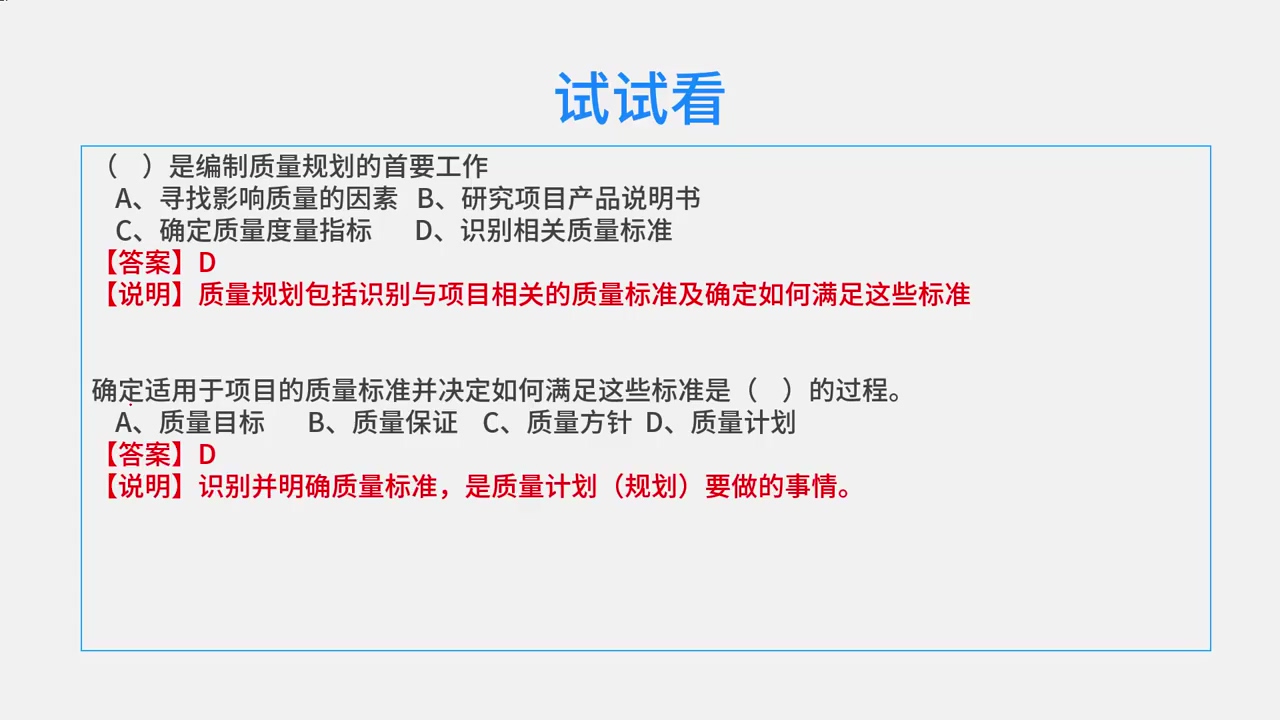 试试看
（ ）是编制质量规划的首要工作
A、寻找影响质量的因素 B、研究项目产品说明书
C、确定质量度量指标 D、识别相关质量标准
【答案】D
【说明】质量规划包括识别与项目相关的质量标准及确定如何满足这些标准
确定适用于项目的质量标准并决定如何满足这些标准是（ ）的过程。
A、质量目标 B、质量保证 C、质量方针 D、质量计划
【答案】D
【说明】识别并明确质量标准，是质量计划（规划）要做的事情。